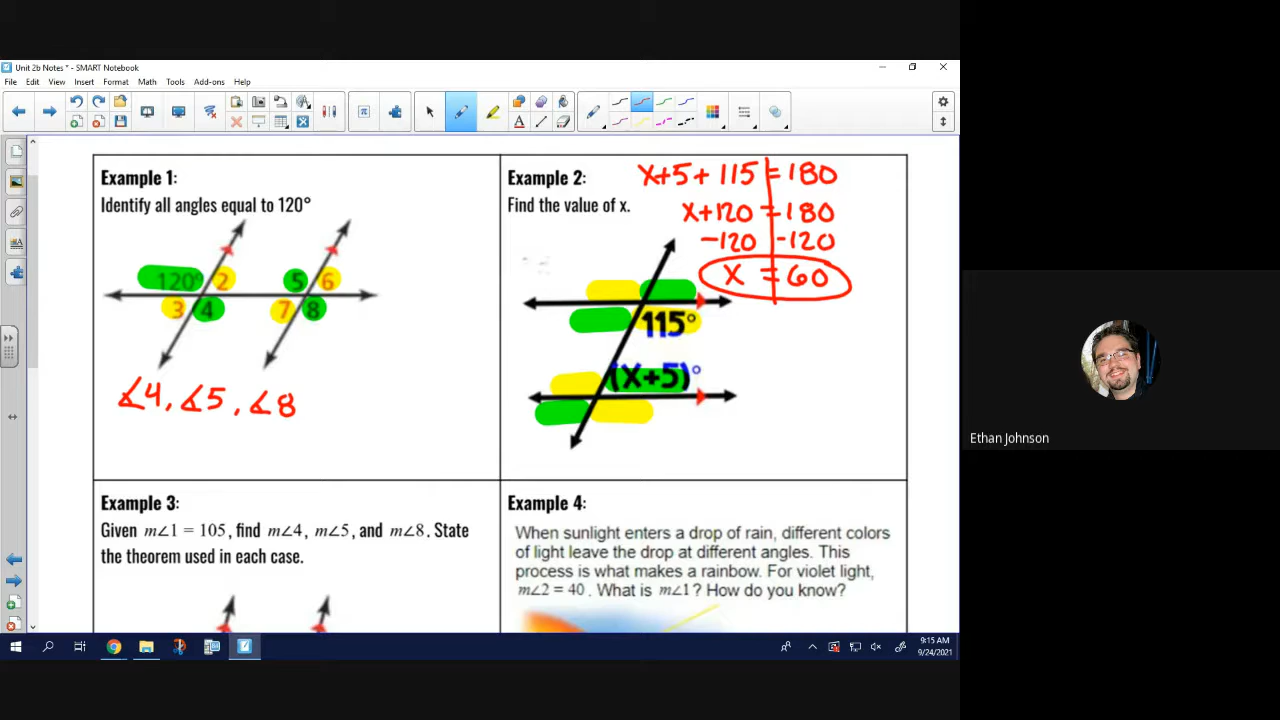 Unit 2b Notes * - SMART Notebook
File Edit View Insert Format Math Tools Add-ons Help
Example 1:
Identify all angles equal to 120°
120° 2 5 6
3 4 7 8
∡4, ∡5, ∡8
Example 2:
Find the value of x.
x+5+115=180
x+120=180
-120 -120
x=60
115°
(X+5)°
Example 3:
Given m∠1 = 105, find m∠4, m∠5, and m∠8. State
the theorem used in each case.
Example 4:
When sunlight enters a drop of rain, different colors
of light leave the drop at different angles. This
process is what makes a rainbow. For violet light,
m∠2 = 40 . What is m∠1? How do you know?
Ethan Johnson
9:15 AM
9/24/2021